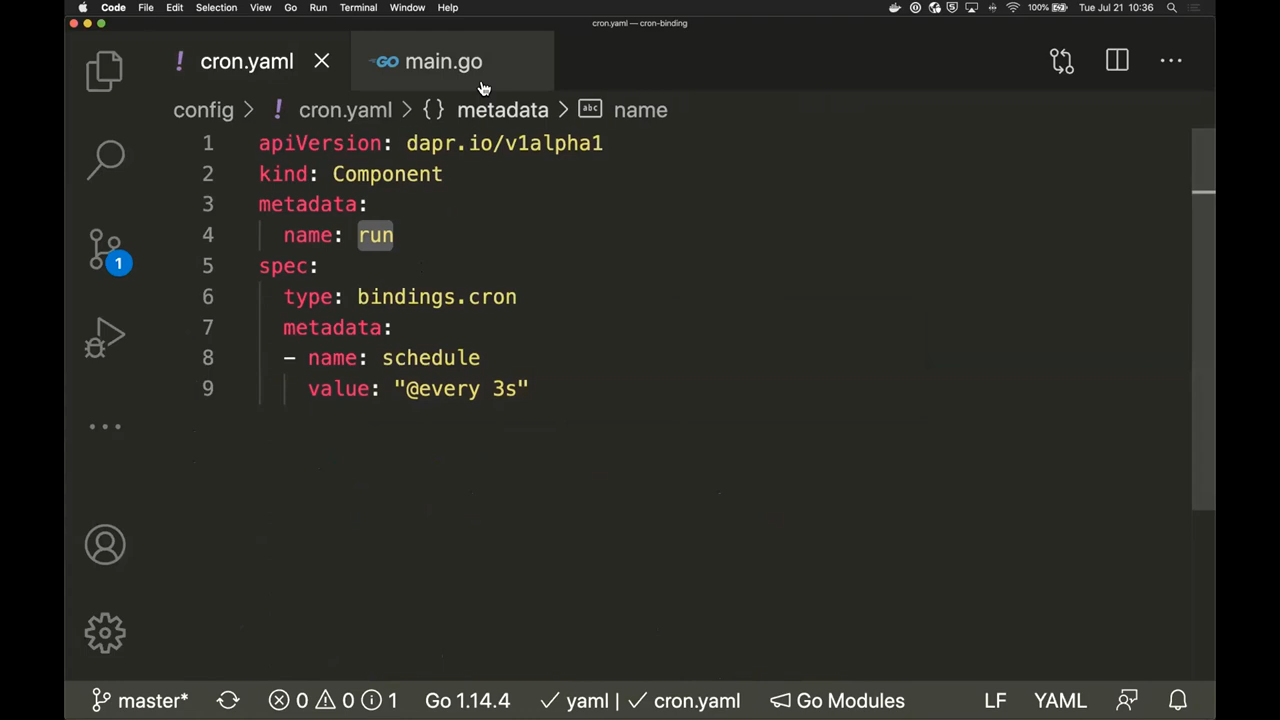 Code File Edit Selection View Go Run Terminal Window Help 100% Tue Jul 21 10:36
cron.yaml — cron-binding
! cron.yaml × GO main.go ...
config > ! cron.yaml > {} metadata > abc name
1 apiVersion: dapr.io/v1alpha1
2 kind: Component
3 metadata:
4 name: run
5 spec:
6 type: bindings.cron
7 metadata:
8 - name: schedule
9 value: "@every 3s"
1
master* 0 0 1 Go 1.14.4 ✓ yaml | ✓ cron.yaml Go Modules LF YAML